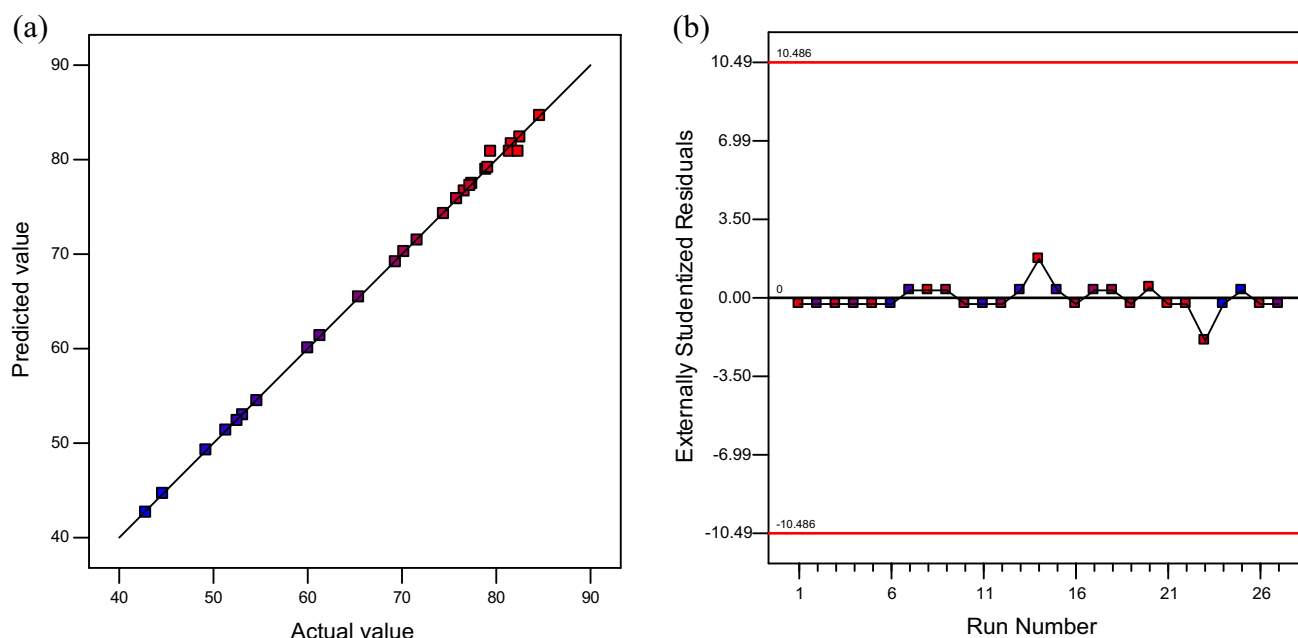 (a)
90
80
70
60
50
40
Predicted value
40 50 60 70 80 90
Actual value
(b)
10.49
6.99
3.50
0.00
-3.50
-6.99
-10.49
Externally Studentized Residuals
10.486
0
-10.486
1 6 11 16 21 26
Run Number